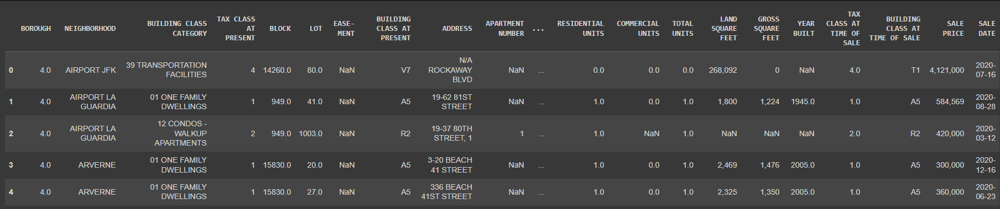 BOROUGH NEIGHBORHOOD BUILDING CLASS CATEGORY TAX CLASS AT PRESENT BLOCK LOT EASE-MENT BUILDING CLASS AT PRESENT ADDRESS APARTMENT NUMBER ... RESIDENTIAL UNITS COMMERCIAL UNITS TOTAL UNITS LAND SQUARE FEET GROSS SQUARE FEET YEAR BUILT TAX CLASS AT TIME OF SALE BUILDING CLASS AT TIME OF SALE SALE PRICE SALE DATE
0 4.0 AIRPORT JFK 39 TRANSPORTATION FACILITIES 4 14260.0 80.0 NaN V7 N/A ROCKAWAY BLVD NaN ... 0.0 0.0 0.0 268,092 0 NaN 4.0 T1 4,121,000 2020-07-16
1 4.0 AIRPORT LA GUARDIA 01 ONE FAMILY DWELLINGS 1 949.0 41.0 NaN A5 19-62 81ST STREET NaN ... 1.0 0.0 1.0 1,800 1,224 1945.0 1.0 A5 584,569 2020-08-28
2 4.0 AIRPORT LA GUARDIA 12 CONDOS - WALKUP APARTMENTS 2 949.0 1003.0 NaN R2 19-37 80TH STREET, 1 1 ... 1.0 NaN 1.0 NaN NaN NaN 2.0 R2 420,000 2020-03-12
3 4.0 ARVERNE 01 ONE FAMILY DWELLINGS 1 15830.0 20.0 NaN A5 3-20 BEACH 41 STREET NaN ... 1.0 0.0 1.0 2,469 1,476 2005.0 1.0 A5 300,000 2020-12-16
4 4.0 ARVERNE 01 ONE FAMILY DWELLINGS 1 15830.0 27.0 NaN A5 336 BEACH 41ST STREET NaN ... 1.0 0.0 1.0 2,325 1,350 2005.0 1.0 A5 360,000 2020-06-23